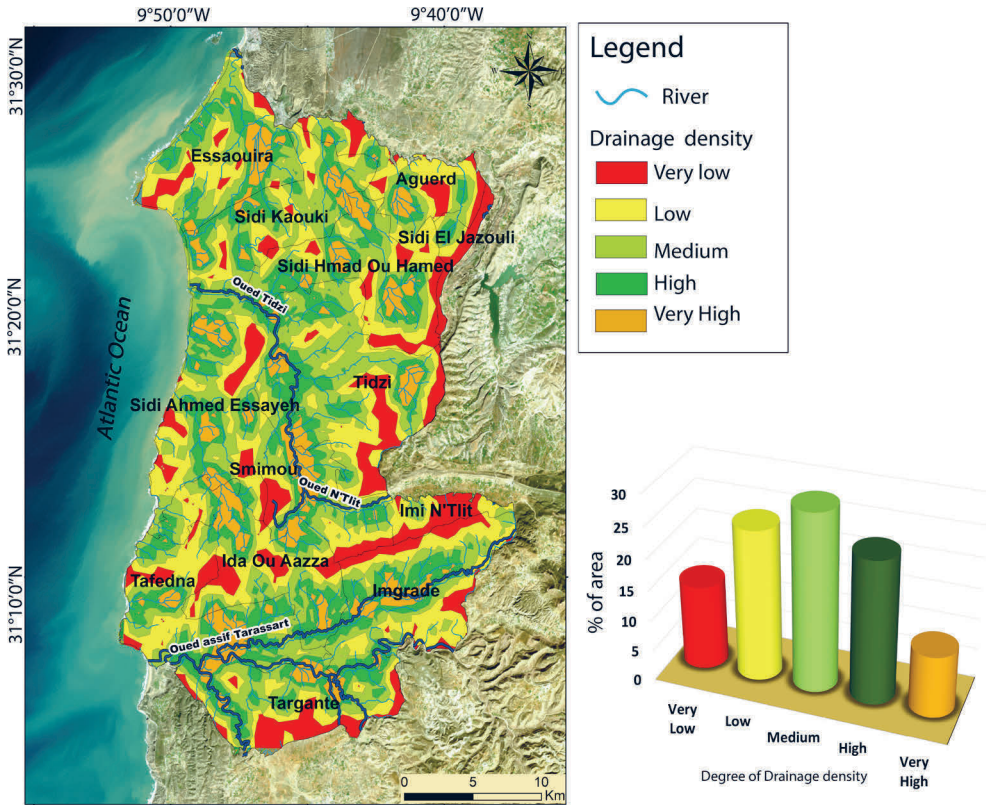 9°50'0"W
9°40'0"W
31°30'0"N
31°20'0"N
31°10'0"N
N
W
E
S
Essaouira
Aguerd
Sidi Kaouki
Sidi El Jazouli
Sidi Hmad Ou Hamed
Oued Tidzi
Atlantic Ocean
Tidzi
Sidi Ahmed Essayeh
Smimou
Oued N'Tlit
Imi N'Tlit
Ida Ou Aazza
Tafedna
Imgrade
Oued assif Tarassart
Targante
0 5 10
Km
Legend
River
Drainage density
Very low
Low
Medium
High
Very High
% of area
30
25
20
15
10
5
0
Very Low
Low
Medium
High
Very High
Degree of Drainage density